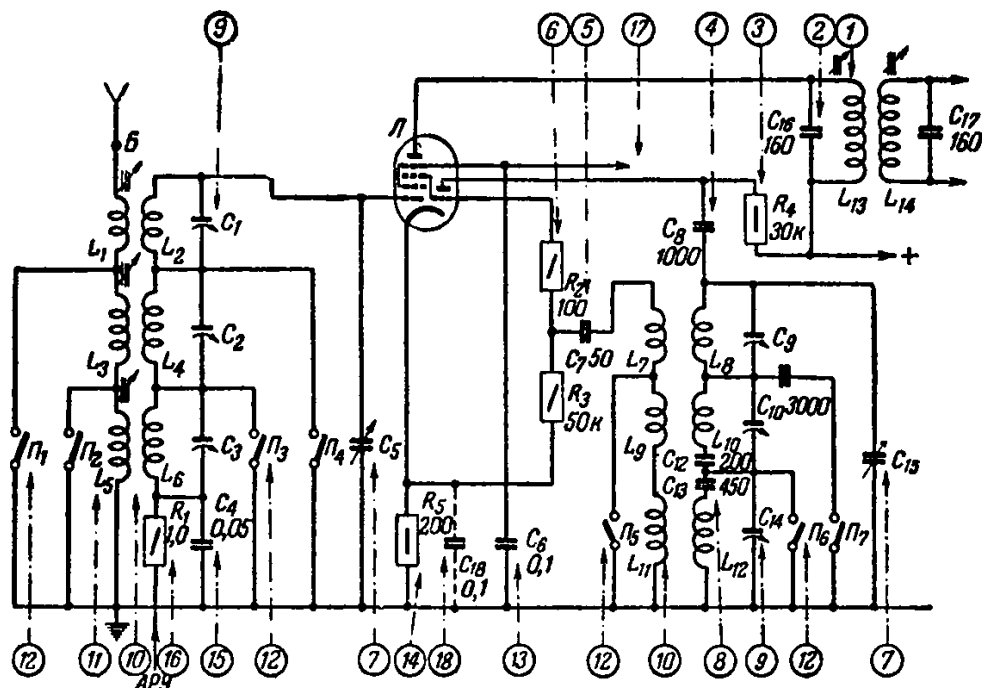 9
6
5
17
4
3
2
1
Б
Л
C16
160
C17
160
L13
L14
C1
R4
30к
+
L1
L2
C8
1000
R2
100
C7 50
C2
L3
L4
L7
L8
C9
R3
50к
C10
3000
П1
П2
C3
П3
П4
C5
L9
L10
C12
200
C13
450
C15
L5
L6
R1
1,0
C4
0,05
R5
200
C18
0,1
C6
0,1
П5
L11
L12
C14
П6
П7
12
11
10
16
15
12
7
14
18
13
12
10
8
9
12
7
АРУ